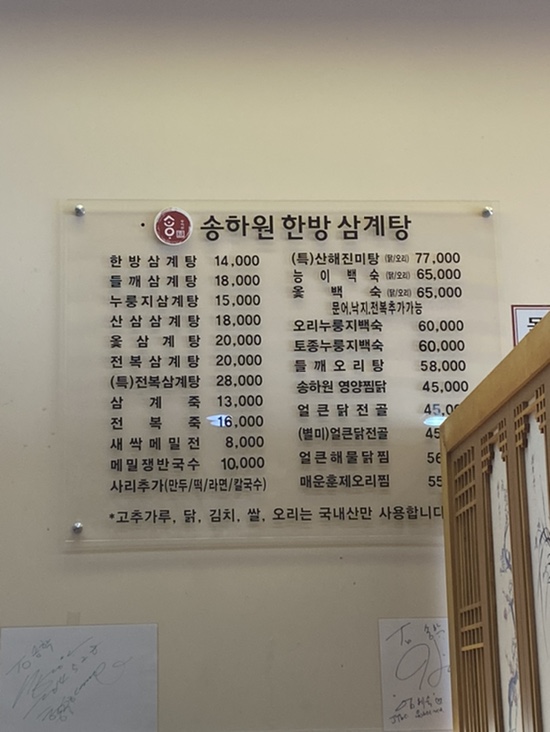 송하원 한방 삼계탕
한방삼계탕 14,000
들깨삼계탕 18,000
누룽지삼계탕 15,000
산삼삼계탕 18,000
옻삼계탕 20,000
전복삼계탕 20,000
(특)전복삼계탕 28,000
삼계죽 13,000
전복죽 16,000
새싹메밀전 8,000
메밀쟁반국수 10,000
사리추가(만두/떡/라면/칼국수)
(특)산해진미탕 (닭/오리) 77,000
능이백숙 (닭/오리) 65,000
옻백숙 (닭/오리) 65,000
문어,낙지,전복추가가능
오리누룽지백숙 60,000
토종누룽지백숙 60,000
들깨오리탕 58,000
송하원 영양찜닭 45,000
얼큰닭전골
(별미)얼큰닭전골
얼큰해물닭찜
매운훈제오리찜
*고추가루, 닭, 김치, 쌀, 오리는 국내산만 사용합니다